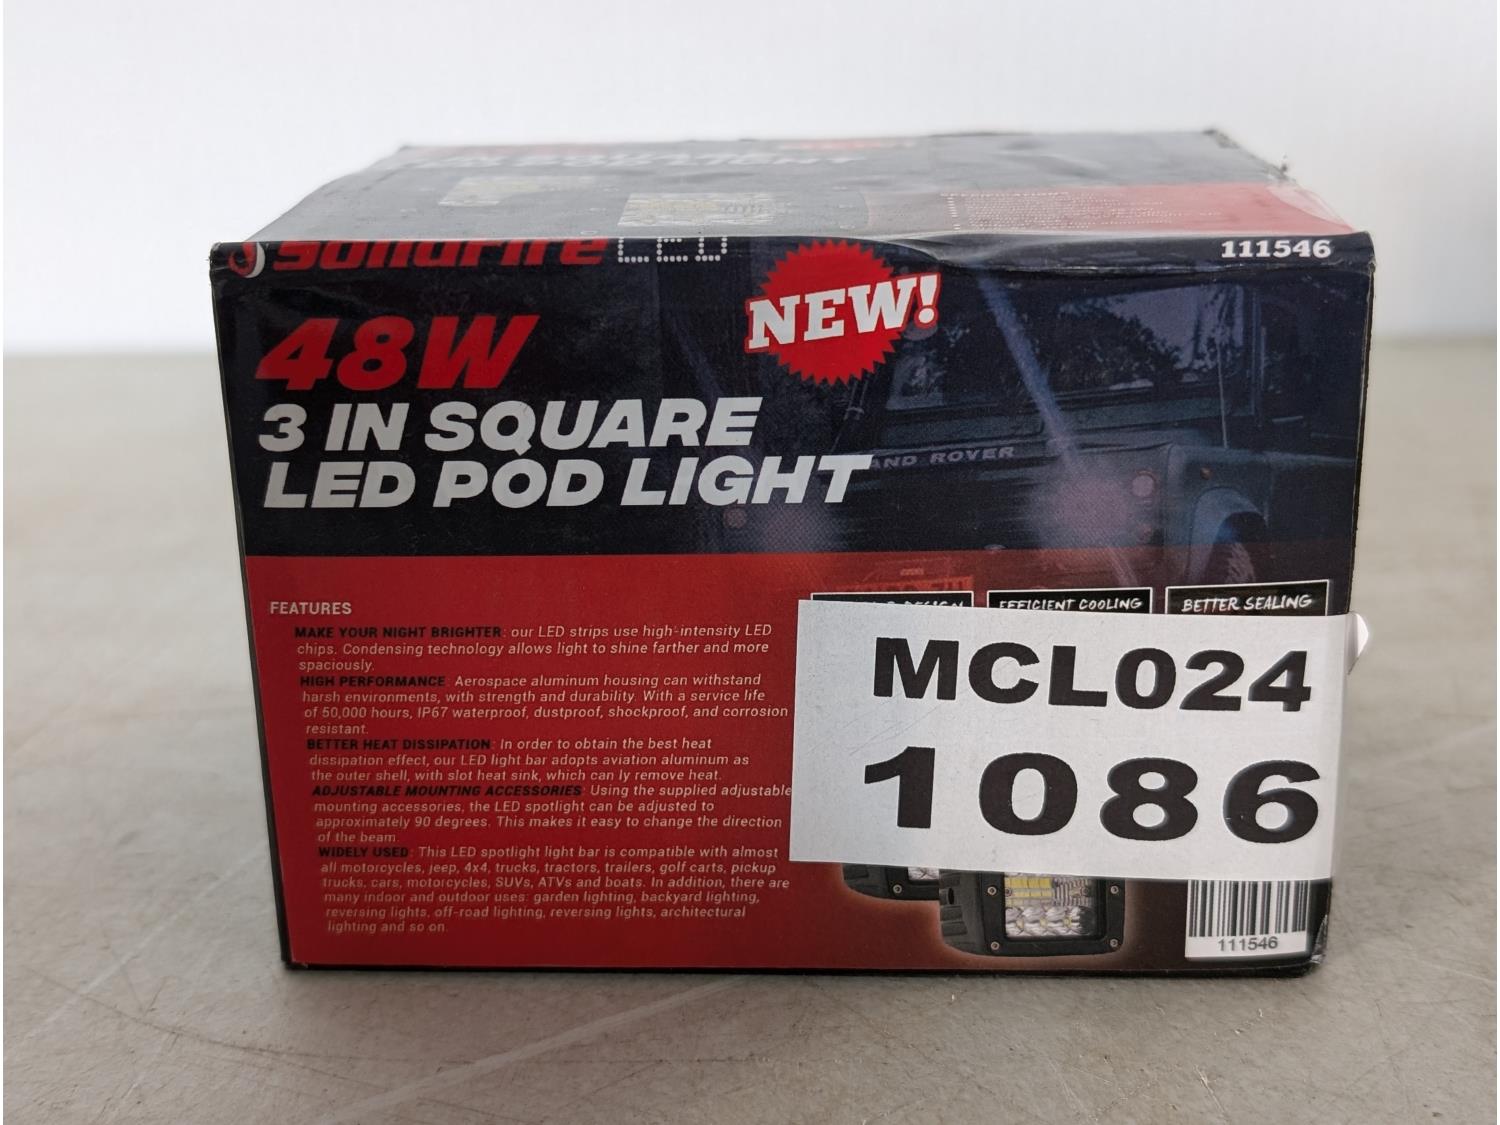 LED
111546
NEW!
48W
3 IN SQUARE
LED POD LIGHT
AND ROVER
FEATURES
MAKE YOUR NIGHT BRIGHTER: our LED strips use high-intensity LED
chips. Condensing technology allows light to shine farther and more
spaciously.
HIGH PERFORMANCE: Aerospace aluminum housing can withstand
harsh environments, with strength and durability. With a service life
of 50,000 hours, IP67 waterproof, dustproof, shockproof, and corrosion
resistant.
BETTER HEAT DISSIPATION: In order to obtain the best heat
dissipation effect, our LED light bar adopts aviation aluminum as
the outer shell, with slot heat sink, which can ly remove heat.
ADJUSTABLE MOUNTING ACCESSORIES: Using the supplied adjustable
mounting accessories, the LED spotlight can be adjusted to
approximately 90 degrees. This makes it easy to change the direction
of the beam.
WIDELY USED: This LED spotlight light bar is compatible with almost
all motorcycles, jeep, 4x4, trucks, tractors, trailers, golf carts, pickup
trucks, cars, motorcycles, SUVs, ATVs and boats. In addition, there are
many indoor and outdoor uses: garden lighting, backyard lighting,
reversing lights, off-road lighting, reversing lights, architectural
lighting and so on.
DESIGN
EFFICIENT COOLING
BETTER SEALING
MCL024
1086
111546